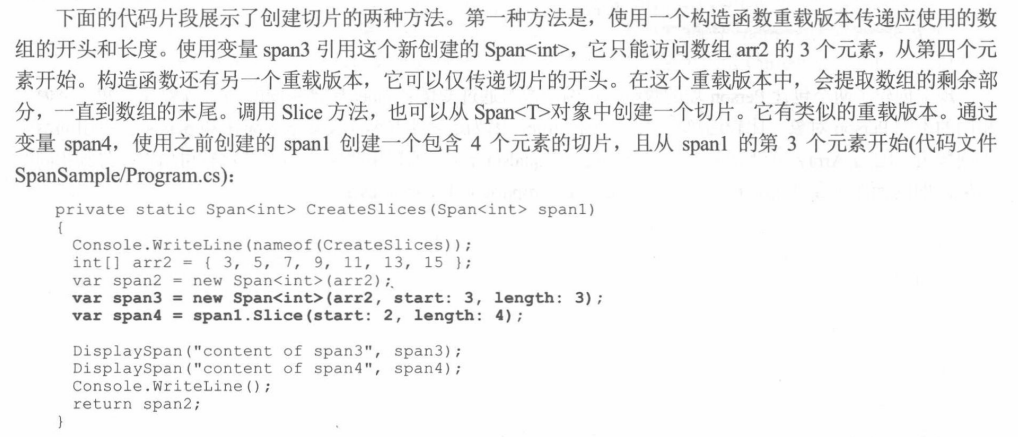 下面的代码片段展示了创建切片的两种方法。第一种方法是，使用一个构造函数重载版本传递应使用的数
组的开头和长度。使用变量 span3 引用这个新创建的 Span<int>，它只能访问数组 arr2 的 3 个元素，从第四个元
素开始。构造函数还有另一个重载版本，它可以仅传递切片的开头。在这个重载版本中，会提取数组的剩余部
分，一直到数组的末尾。调用 Slice 方法，也可以从 Span<T>对象中创建一个切片。它有类似的重载版本。通过
变量 span4，使用之前创建的 span1 创建一个包含 4 个元素的切片，且从 span1 的第 3 个元素开始(代码文件
SpanSample/Program.cs)：
private static Span<int> CreateSlices(Span<int> span1)
{
  Console.WriteLine(nameof(CreateSlices));
  int[] arr2 = { 3, 5, 7, 9, 11, 13, 15 };
  var span2 = new Span<int>(arr2);
  var span3 = new Span<int>(arr2, start: 3, length: 3);
  var span4 = span1.Slice(start: 2, length: 4);
  DisplaySpan("content of span3", span3);
  DisplaySpan("content of span4", span4);
  Console.WriteLine();
  return span2;
}